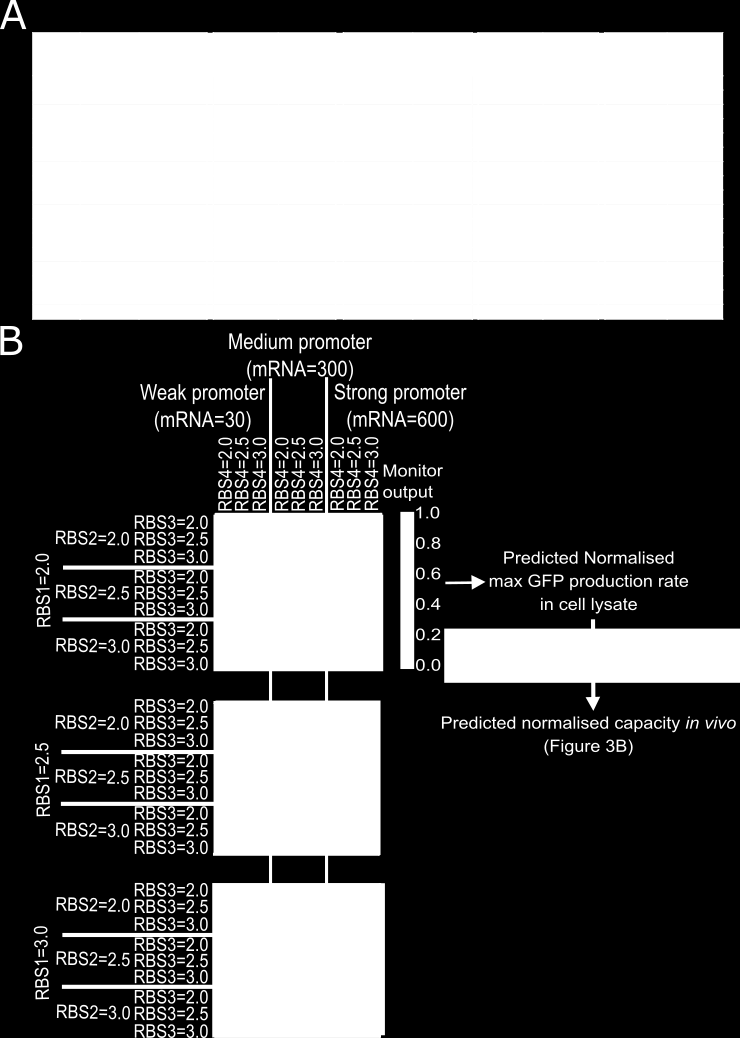 A
B
Medium promoter
(mRNA=300)
Weak promoter
(mRNA=30)
Strong promoter
(mRNA=600)
RBS4=2.0
RBS4=2.5
RBS4=3.0
RBS4=2.0
RBS4=2.5
RBS4=3.0
RBS4=2.0
RBS4=2.5
RBS4=3.0
Monitor
output
1.0
0.8
0.6
0.4
0.2
0.0
Predicted Normalised
max GFP production rate
in cell lysate
Predicted normalised capacity in vivo
(Figure 3B)
RBS1=2.0
RBS2=2.0
RBS3=2.0
RBS3=2.5
RBS3=3.0
RBS2=2.5
RBS3=2.0
RBS3=2.5
RBS3=3.0
RBS2=3.0
RBS3=2.0
RBS3=2.5
RBS3=3.0
RBS1=2.5
RBS2=2.0
RBS3=2.0
RBS3=2.5
RBS3=3.0
RBS2=2.5
RBS3=2.0
RBS3=2.5
RBS3=3.0
RBS2=3.0
RBS3=2.0
RBS3=2.5
RBS3=3.0
RBS1=3.0
RBS2=2.0
RBS3=2.0
RBS3=2.5
RBS3=3.0
RBS2=2.5
RBS3=2.0
RBS3=2.5
RBS3=3.0
RBS2=3.0
RBS3=2.0
RBS3=2.5
RBS3=3.0